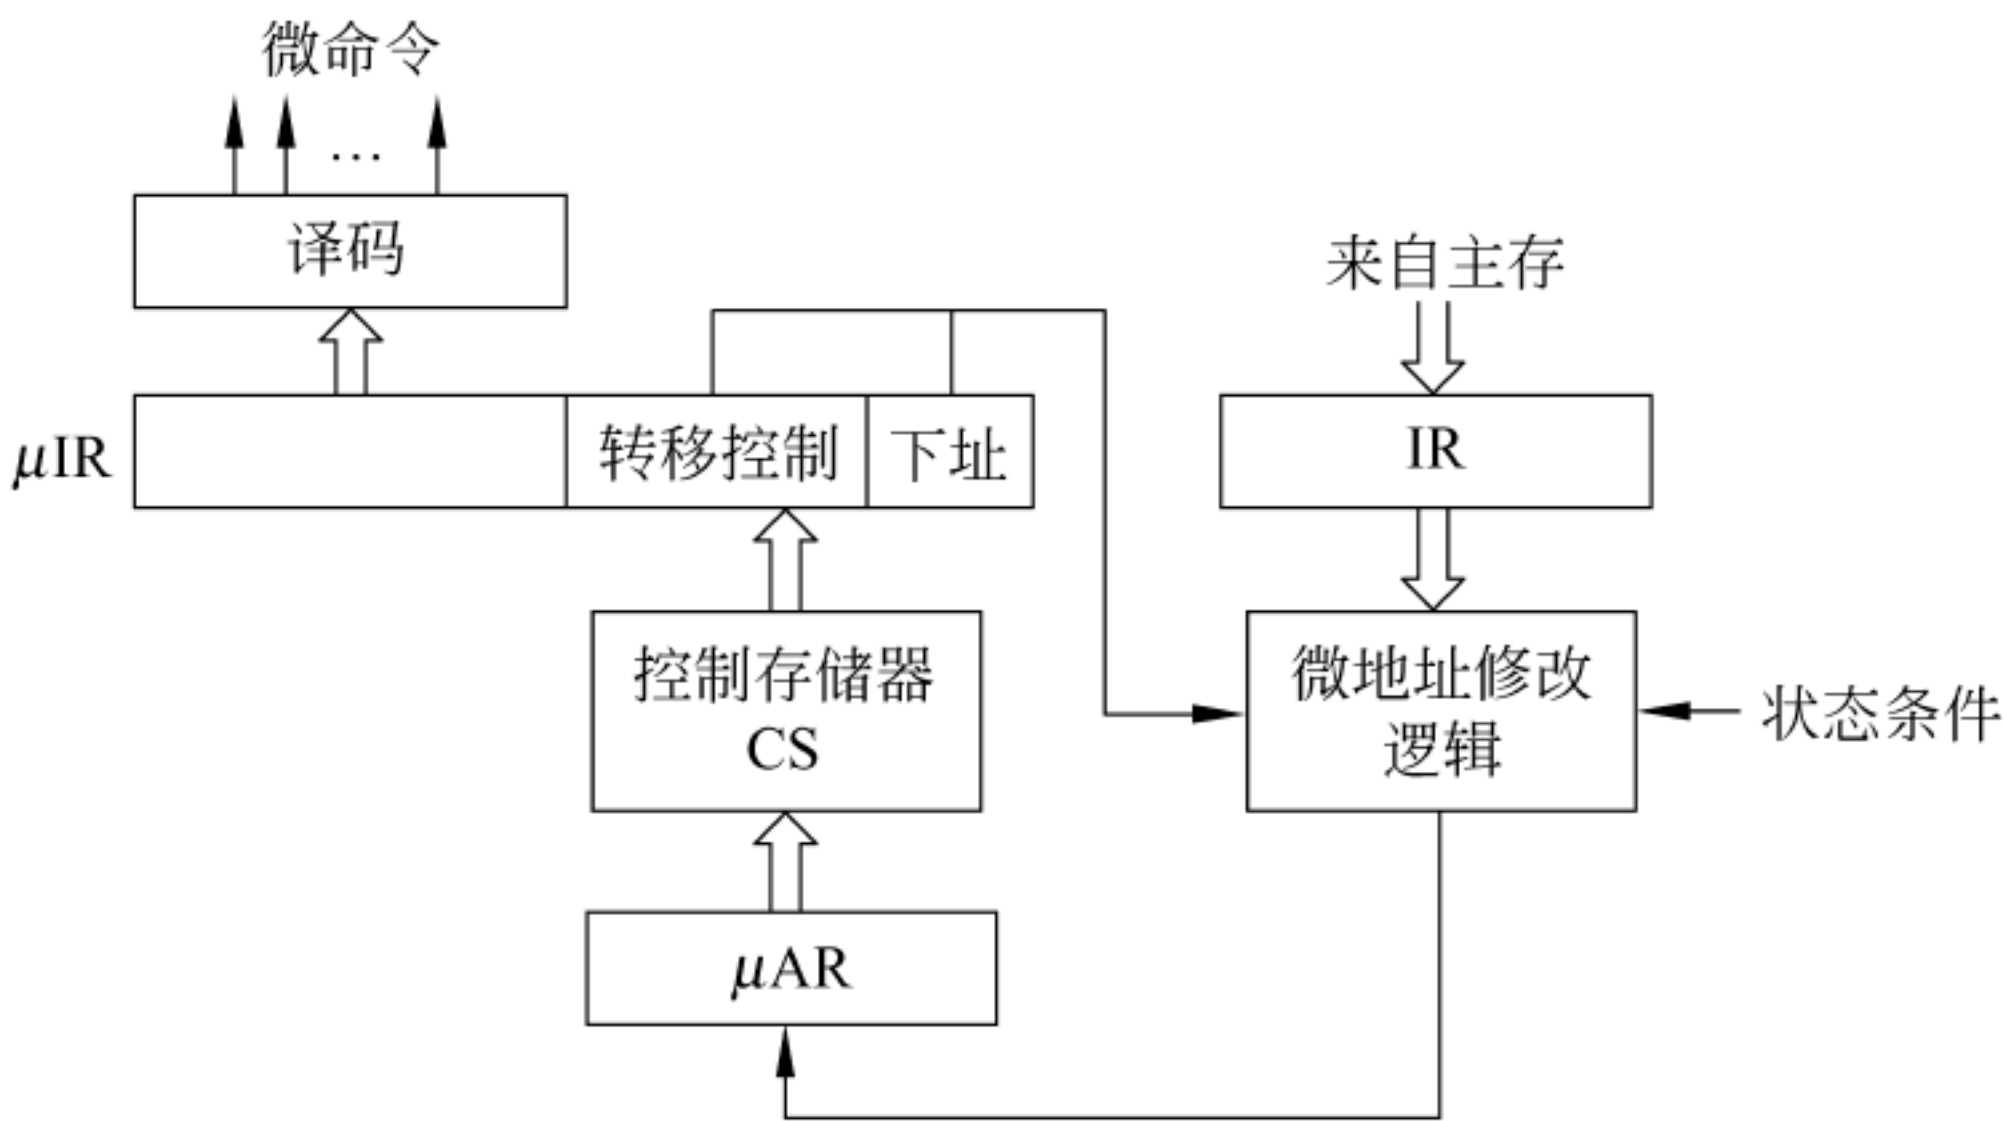 微命令
…
译码
来自主存
μIR
转移控制
下址
IR
控制存储器
CS
微地址修改
逻辑
状态条件
μAR